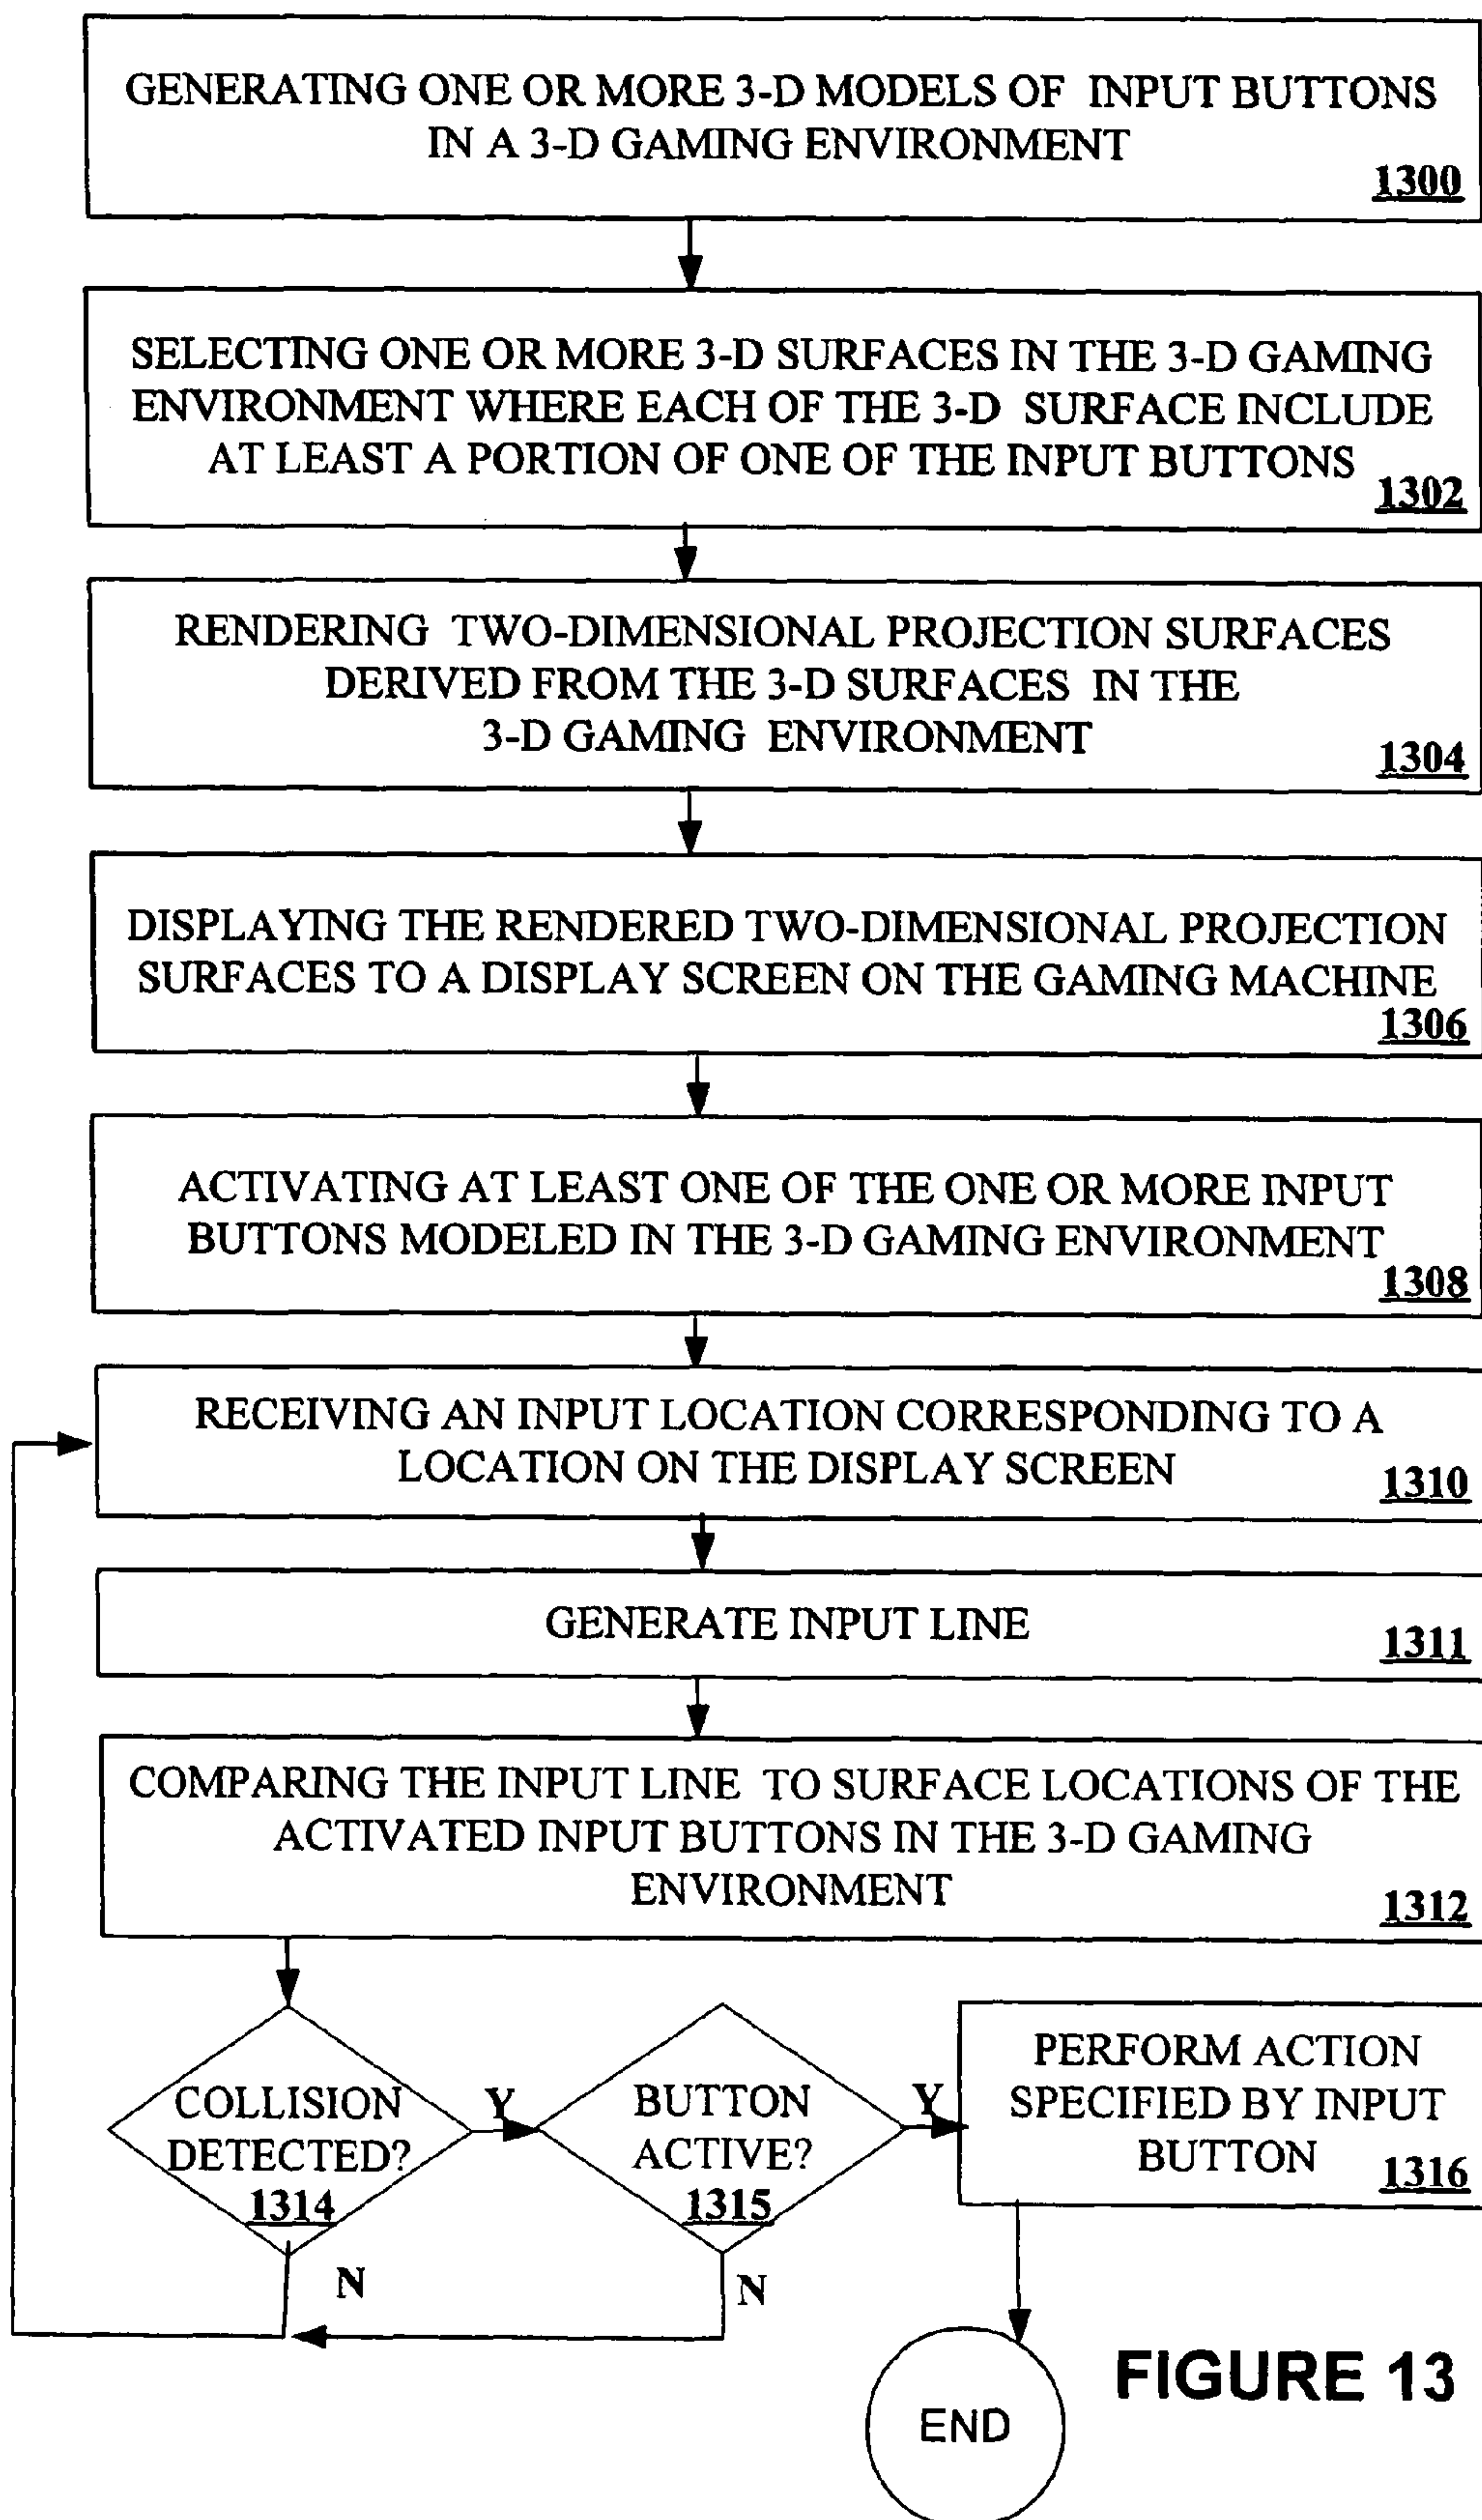 GENERATING ONE OR MORE 3-D MODELS OF INPUT BUTTONS
IN A 3-D GAMING ENVIRONMENT
1300
SELECTING ONE OR MORE 3-D SURFACES IN THE 3-D GAMING
ENVIRONMENT WHERE EACH OF THE 3-D SURFACE INCLUDE
AT LEAST A PORTION OF ONE OF THE INPUT BUTTONS
1302
RENDERING TWO-DIMENSIONAL PROJECTION SURFACES
DERIVED FROM THE 3-D SURFACES IN THE
3-D GAMING ENVIRONMENT
1304
DISPLAYING THE RENDERED TWO-DIMENSIONAL PROJECTION
SURFACES TO A DISPLAY SCREEN ON THE GAMING MACHINE
1306
ACTIVATING AT LEAST ONE OF THE ONE OR MORE INPUT
BUTTONS MODELED IN THE 3-D GAMING ENVIRONMENT
1308
RECEIVING AN INPUT LOCATION CORRESPONDING TO A
LOCATION ON THE DISPLAY SCREEN
1310
GENERATE INPUT LINE
1311
COMPARING THE INPUT LINE TO SURFACE LOCATIONS OF THE
ACTIVATED INPUT BUTTONS IN THE 3-D GAMING
ENVIRONMENT
1312
COLLISION
DETECTED?
1314
Y
N
BUTTON
ACTIVE?
1315
Y
N
PERFORM ACTION
SPECIFIED BY INPUT
BUTTON
1316
END
FIGURE 13